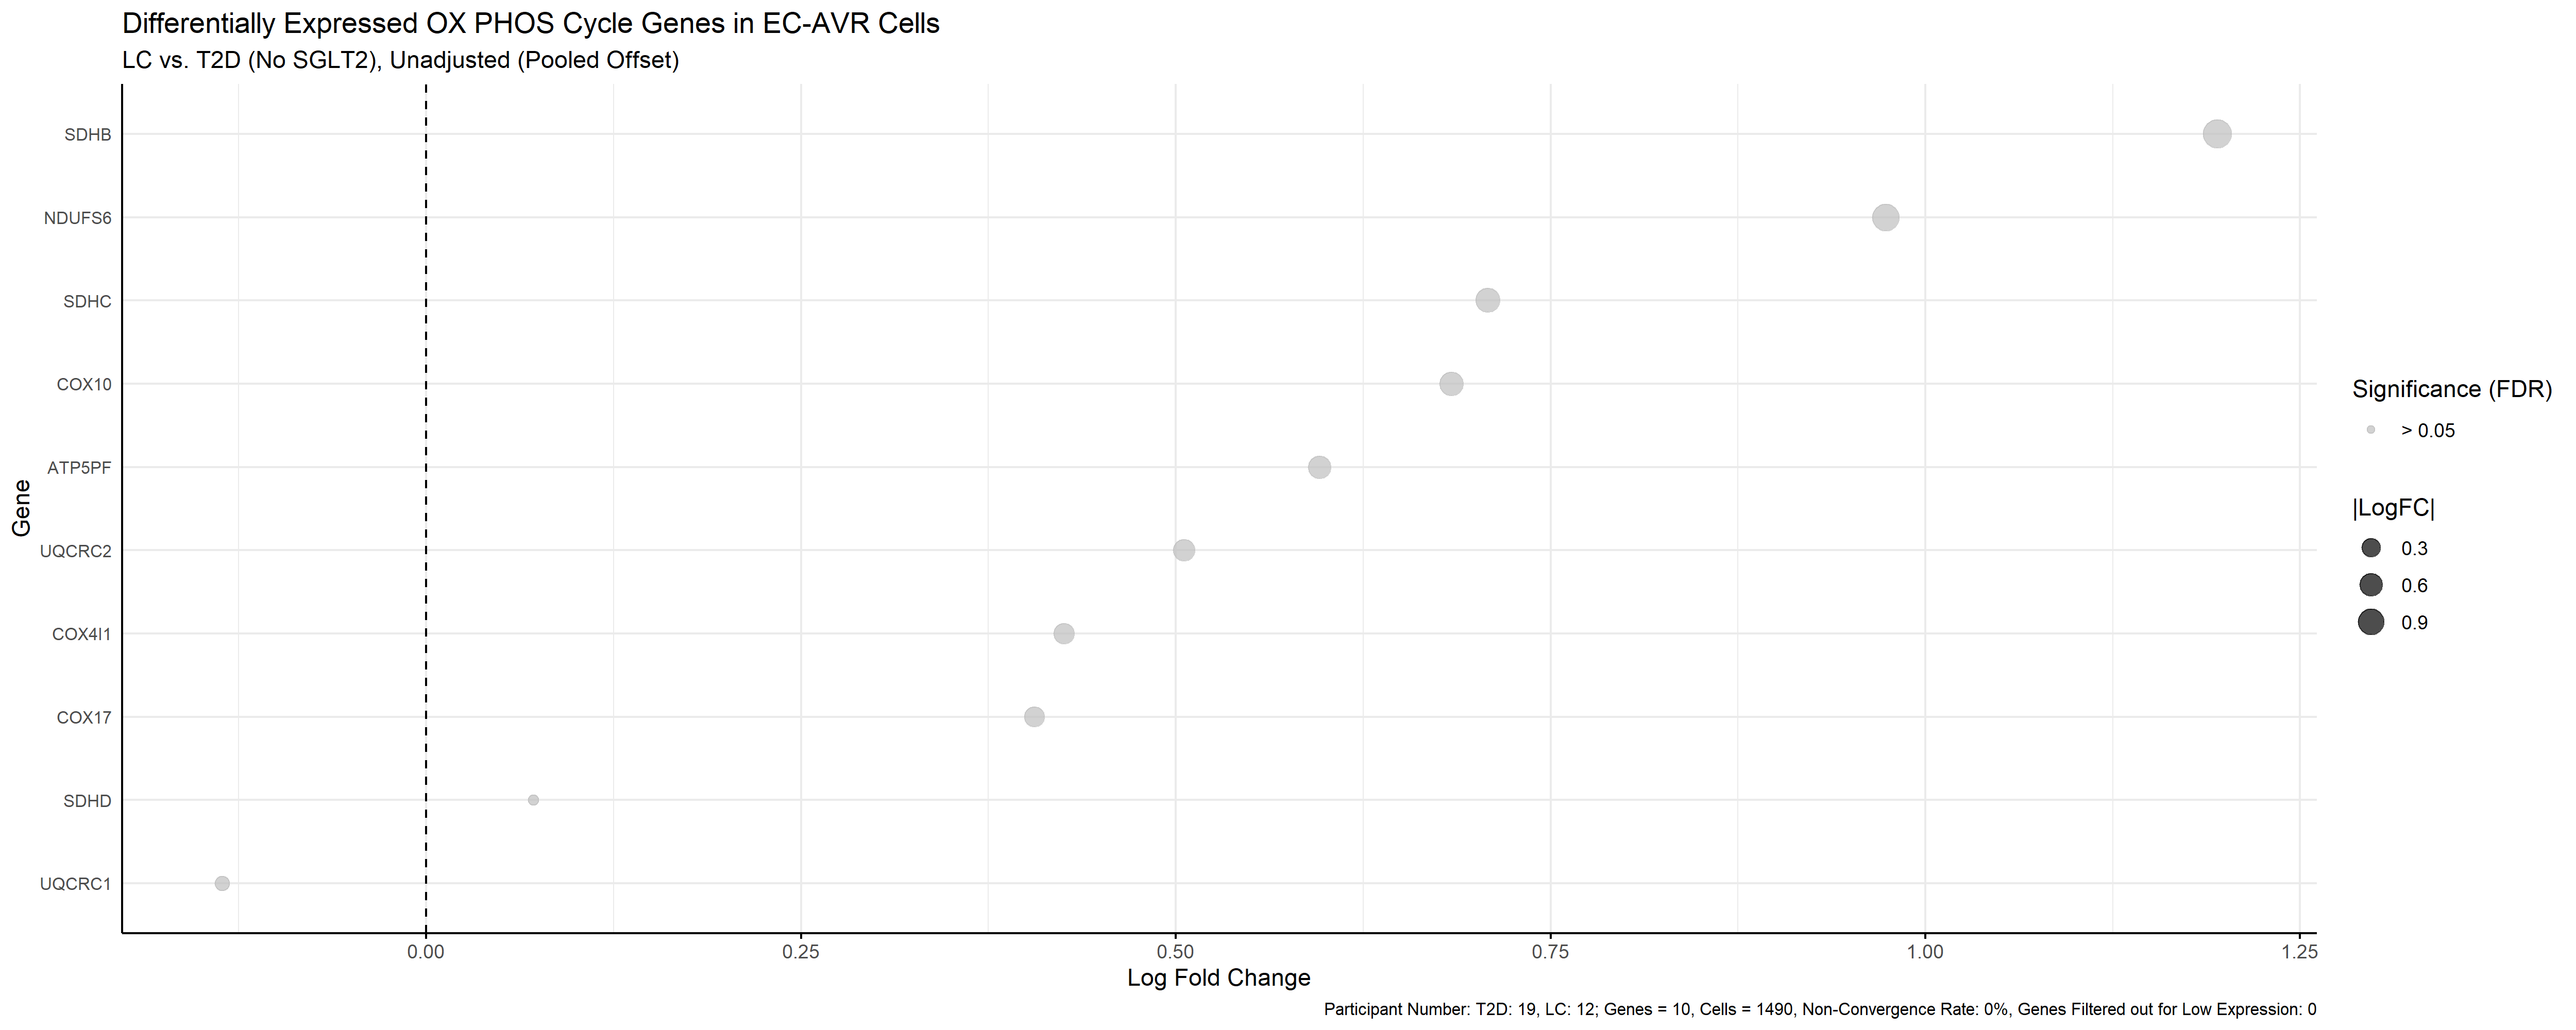 Differentially Expressed OX PHOS Cycle Genes in EC-AVR Cells
LC vs. T2D (No SGLT2), Unadjusted (Pooled Offset)
Gene
SDHB
NDUFS6
SDHC
COX10
ATP5PF
UQCRC2
COX4I1
COX17
SDHD
UQCRC1
0.00
0.25
0.50
0.75
1.00
1.25
Log Fold Change
Significance (FDR)
> 0.05
|LogFC|
0.3
0.6
0.9
Participant Number: T2D: 19, LC: 12; Genes = 10, Cells = 1490, Non-Convergence Rate: 0%, Genes Filtered out for Low Expression: 0